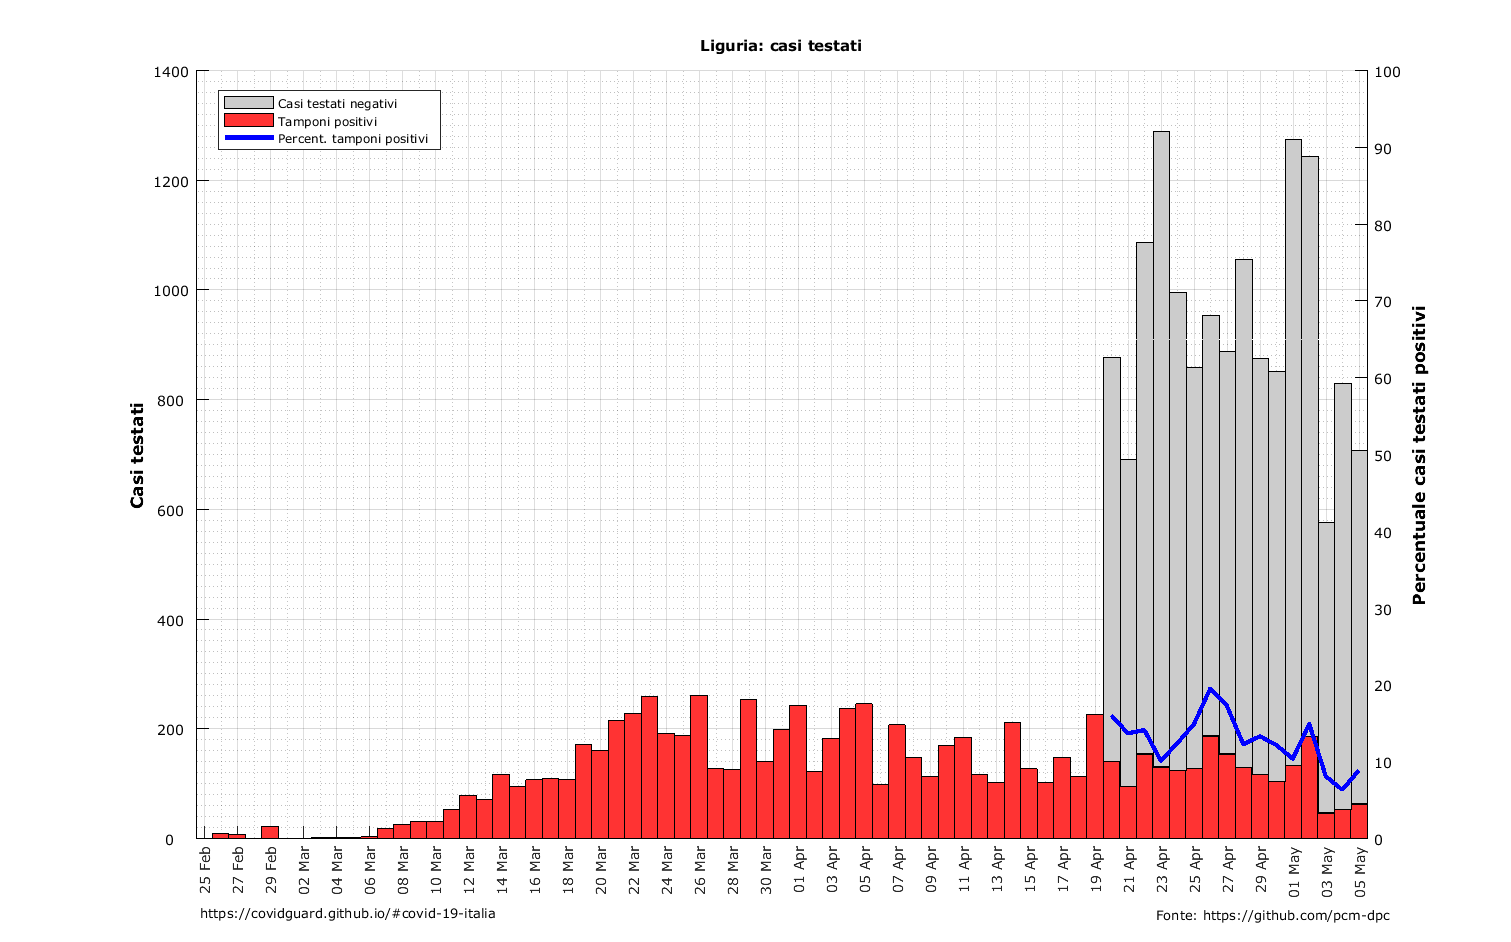 Liguria: casi testati
Casi testati negativi
Tamponi positivi
Percent. tamponi positivi
Casi testati
1400
1200
1000
800
600
400
200
0
100
90
80
70
60
50
40
30
20
10
0
Percentuale casi testati positivi
25 Feb
27 Feb
29 Feb
02 Mar
04 Mar
06 Mar
08 Mar
10 Mar
12 Mar
14 Mar
16 Mar
18 Mar
20 Mar
22 Mar
24 Mar
26 Mar
28 Mar
30 Mar
01 Apr
03 Apr
05 Apr
07 Apr
09 Apr
11 Apr
13 Apr
15 Apr
17 Apr
19 Apr
21 Apr
23 Apr
25 Apr
27 Apr
29 Apr
01 May
03 May
05 May
https://covidguard.github.io/#covid-19-italia
Fonte: https://github.com/pcm-dpc